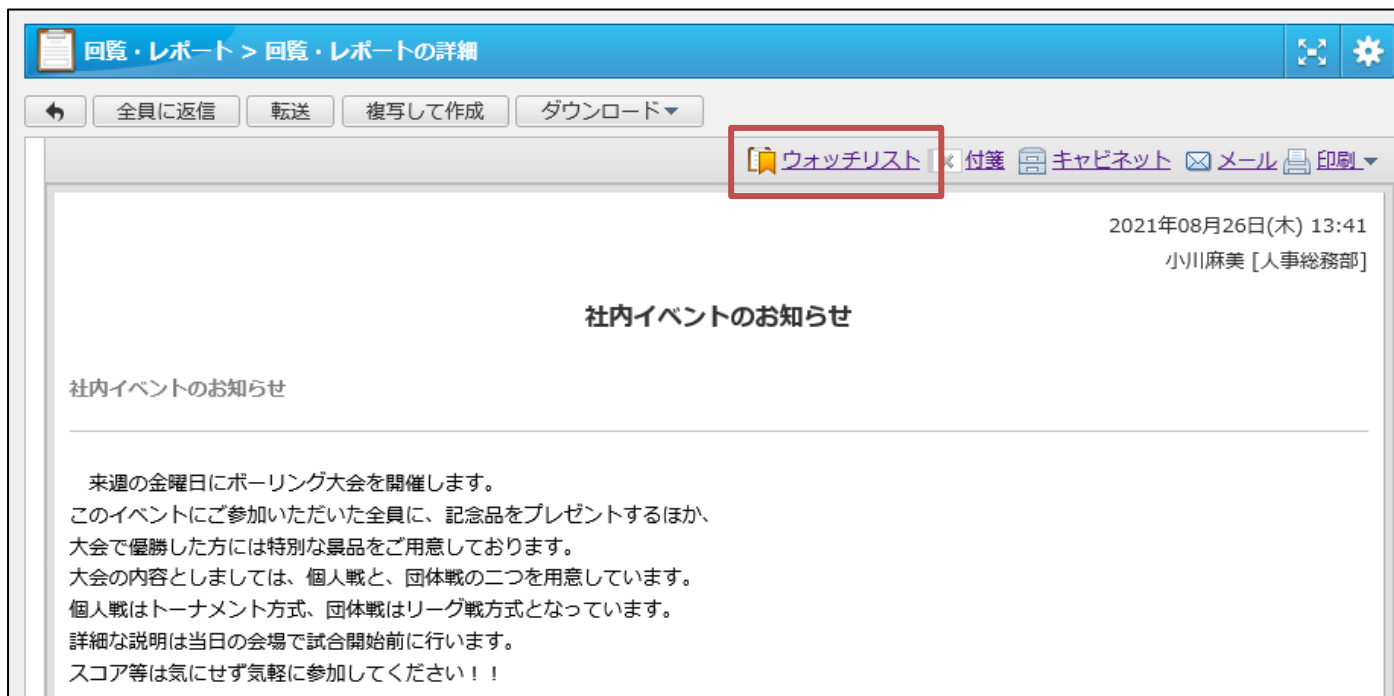 回覧・レポート > 回覧・レポートの詳細
全員に返信 転送 複写して作成 ダウンロード
ウォッチリスト 付箋 キャビネット メール 印刷
2021年08月26日(木) 13:41
小川麻美 [人事総務部]
社内イベントのお知らせ
社内イベントのお知らせ
来週の金曜日にボーリング大会を開催します。
このイベントにご参加いただいた全員に、記念品をプレゼントするほか、
大会で優勝した方には特別な景品をご用意しております。
大会の内容としましては、個人戦と、団体戦の二つを用意しています。
個人戦はトーナメント方式、団体戦はリーグ戦方式となっています。
詳細な説明は当日の会場で試合開始前に行います。
スコア等は気にせず気軽に参加してください！！